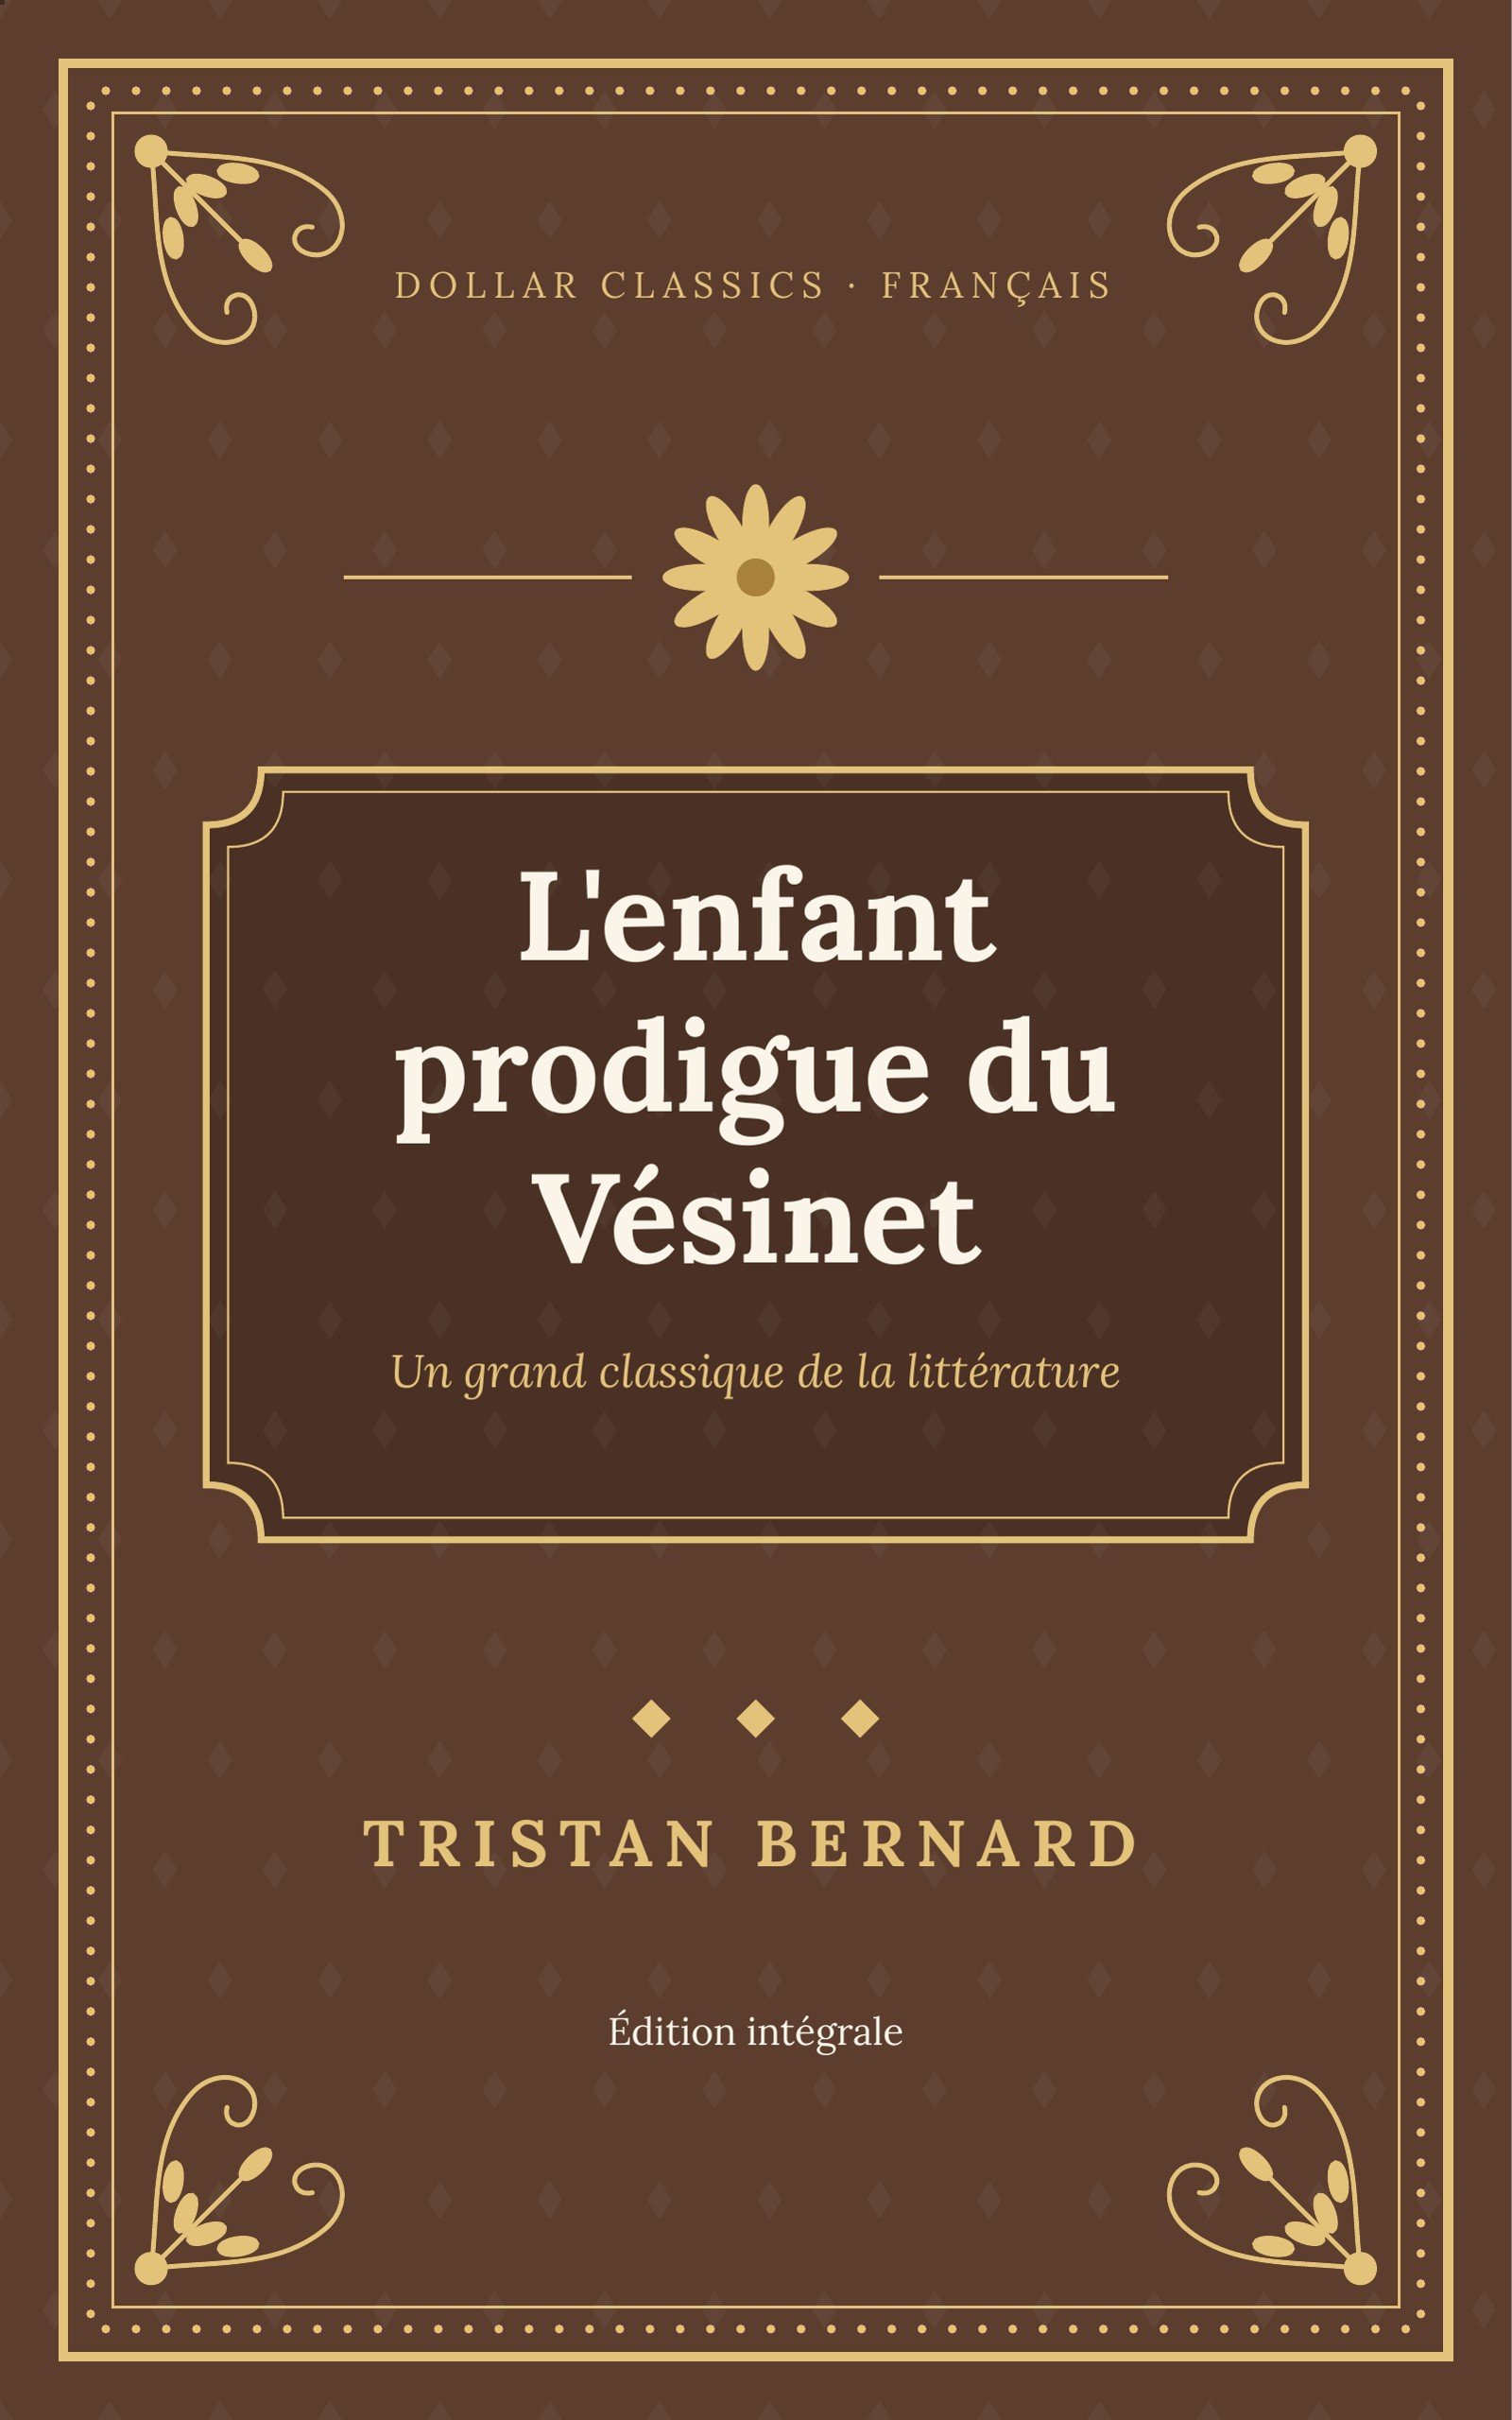 DOLLAR CLASSICS · FRANÇAIS
L'enfant
prodigue du
Vésinet
Un grand classique de la littérature
TRISTAN BERNARD
Édition intégrale